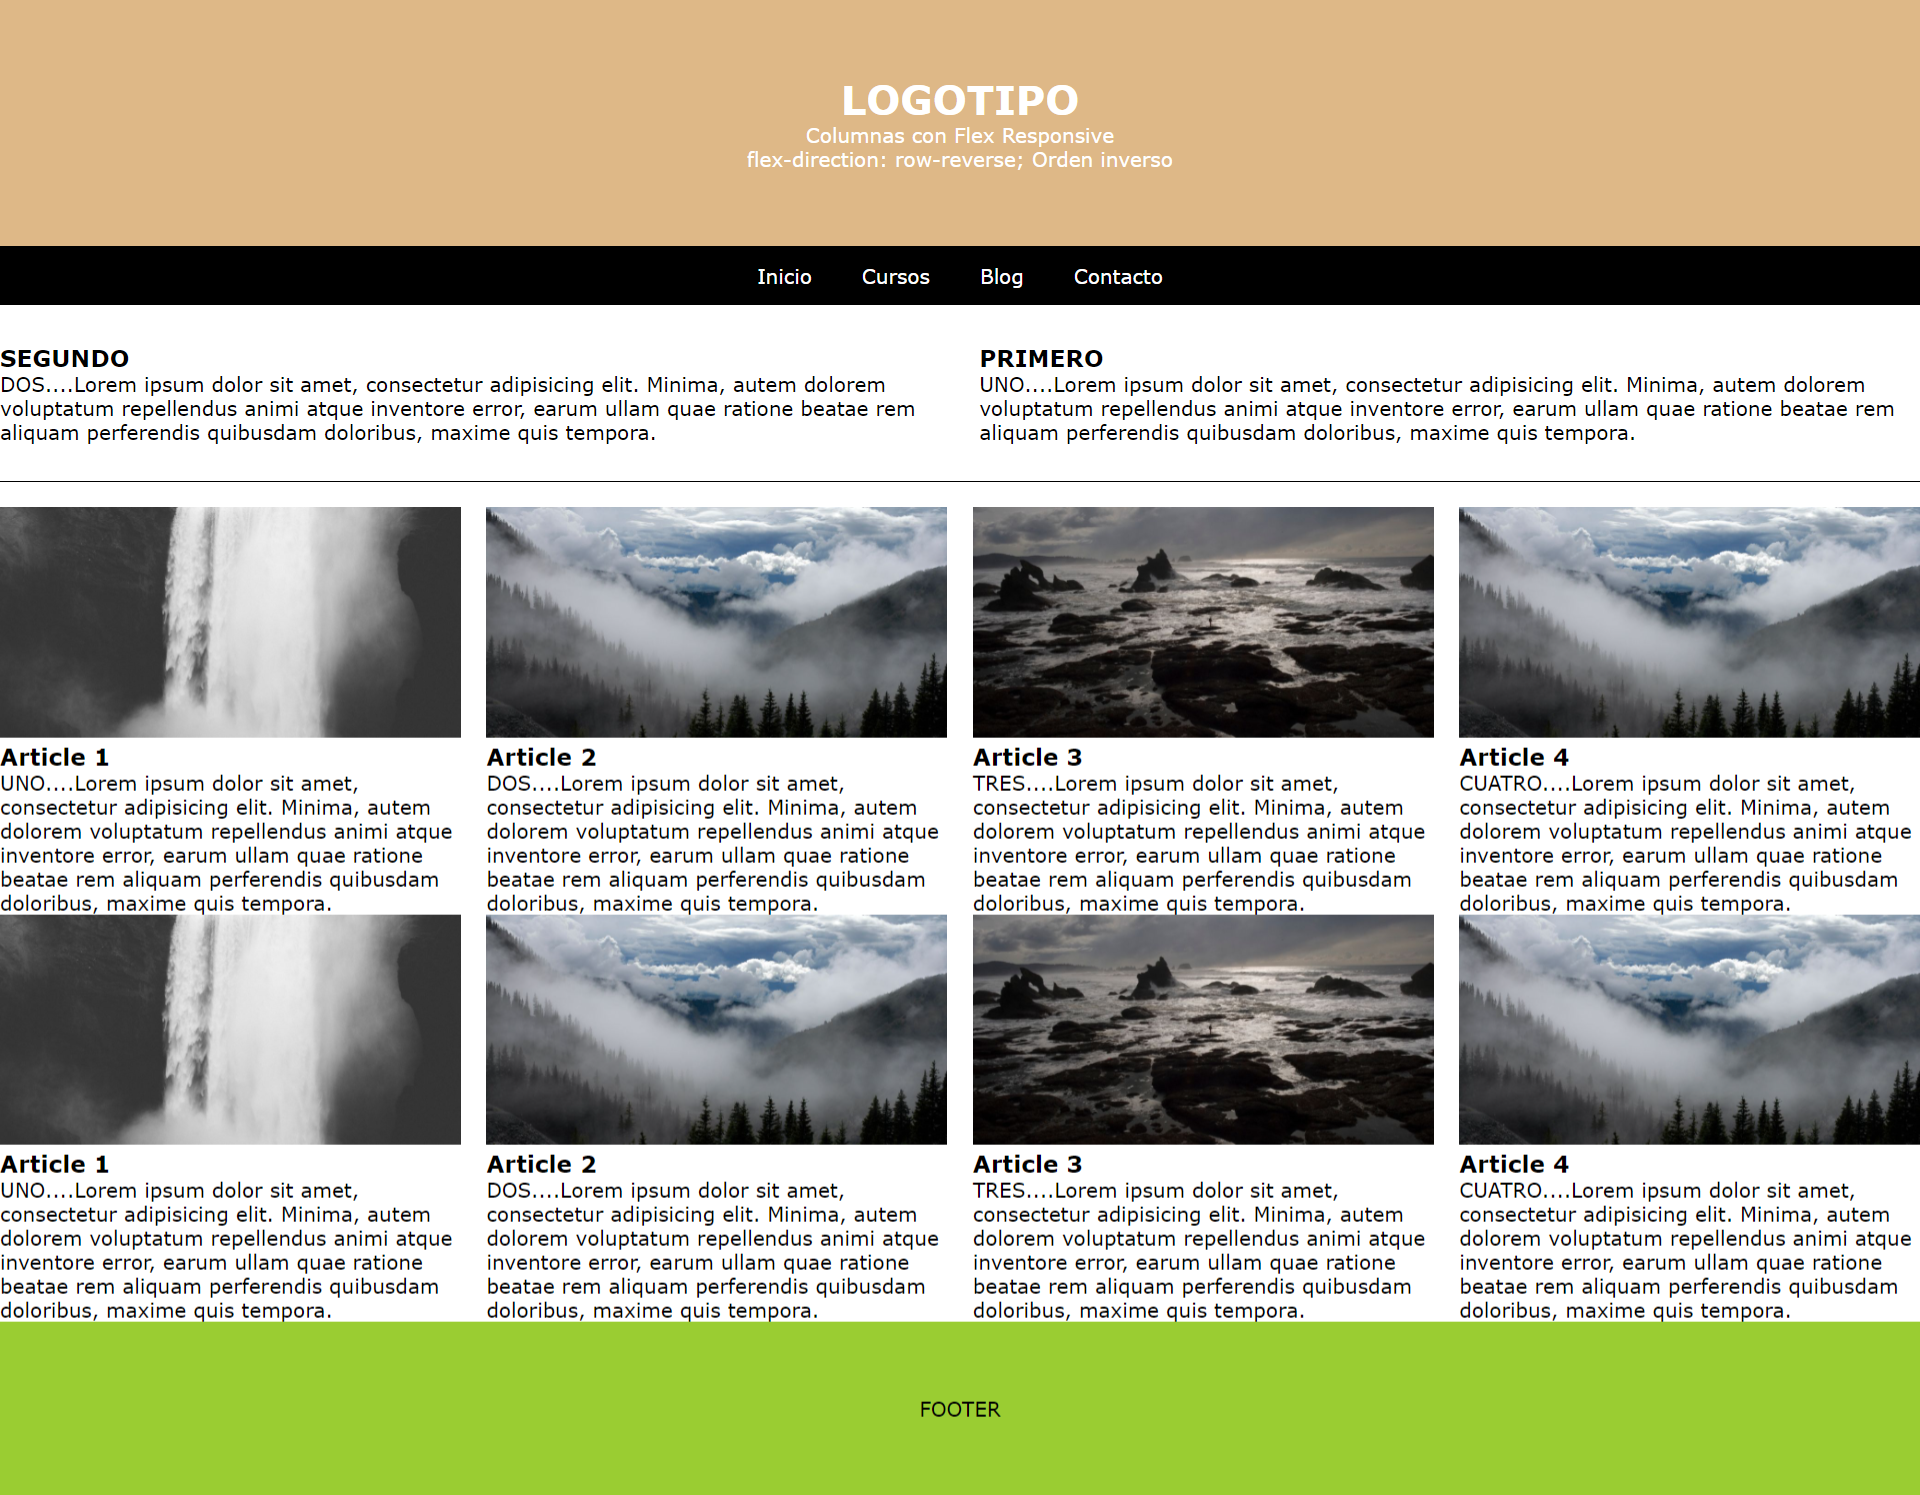 LOGOTIPO
Columnas con Flex Responsive
flex-direction: row-reverse; Orden inverso
Inicio Cursos Blog Contacto
SEGUNDO
DOS....Lorem ipsum dolor sit amet, consectetur adipisicing elit. Minima, autem dolorem
voluptatum repellendus animi atque inventore error, earum ullam quae ratione beatae rem
aliquam perferendis quibusdam doloribus, maxime quis tempora.
PRIMERO
UNO....Lorem ipsum dolor sit amet, consectetur adipisicing elit. Minima, autem dolorem
voluptatum repellendus animi atque inventore error, earum ullam quae ratione beatae rem
aliquam perferendis quibusdam doloribus, maxime quis tempora.
Article 1
UNO....Lorem ipsum dolor sit amet,
consectetur adipisicing elit. Minima, autem
dolorem voluptatum repellendus animi atque
inventore error, earum ullam quae ratione
beatae rem aliquam perferendis quibusdam
doloribus, maxime quis tempora.
Article 2
DOS....Lorem ipsum dolor sit amet,
consectetur adipisicing elit. Minima, autem
dolorem voluptatum repellendus animi atque
inventore error, earum ullam quae ratione
beatae rem aliquam perferendis quibusdam
doloribus, maxime quis tempora.
Article 3
TRES....Lorem ipsum dolor sit amet,
consectetur adipisicing elit. Minima, autem
dolorem voluptatum repellendus animi atque
inventore error, earum ullam quae ratione
beatae rem aliquam perferendis quibusdam
doloribus, maxime quis tempora.
Article 4
CUATRO....Lorem ipsum dolor sit amet,
consectetur adipisicing elit. Minima, autem
dolorem voluptatum repellendus animi atque
inventore error, earum ullam quae ratione
beatae rem aliquam perferendis quibusdam
doloribus, maxime quis tempora.
Article 1
UNO....Lorem ipsum dolor sit amet,
consectetur adipisicing elit. Minima, autem
dolorem voluptatum repellendus animi atque
inventore error, earum ullam quae ratione
beatae rem aliquam perferendis quibusdam
doloribus, maxime quis tempora.
Article 2
DOS....Lorem ipsum dolor sit amet,
consectetur adipisicing elit. Minima, autem
dolorem voluptatum repellendus animi atque
inventore error, earum ullam quae ratione
beatae rem aliquam perferendis quibusdam
doloribus, maxime quis tempora.
Article 3
TRES....Lorem ipsum dolor sit amet,
consectetur adipisicing elit. Minima, autem
dolorem voluptatum repellendus animi atque
inventore error, earum ullam quae ratione
beatae rem aliquam perferendis quibusdam
doloribus, maxime quis tempora.
Article 4
CUATRO....Lorem ipsum dolor sit amet,
consectetur adipisicing elit. Minima, autem
dolorem voluptatum repellendus animi atque
inventore error, earum ullam quae ratione
beatae rem aliquam perferendis quibusdam
doloribus, maxime quis tempora.
FOOTER